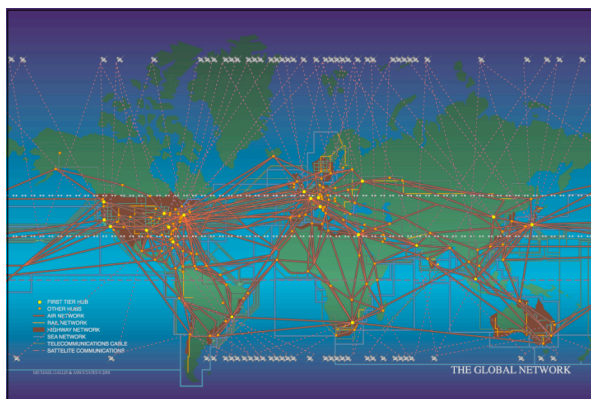 FIRST TIER HUB
OTHER HUBS
AIR NETWORK
RAIL NETWORK
HIGHWAY NETWORK
SEA NETWORK
TELECOMMUNICATIONS CABLE
SATTELITE COMMUNICATIONS
THE GLOBAL NETWORK